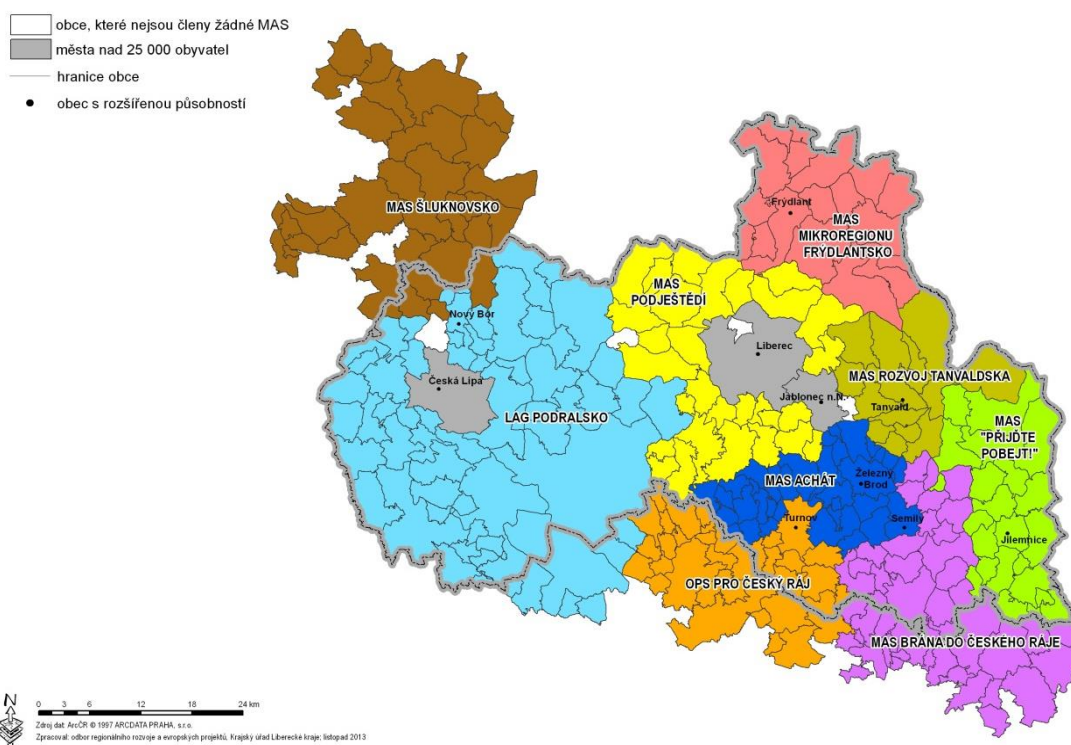 obce, které nejsou členy žádné MAS
města nad 25 000 obyvatel
hranice obce
obec s rozšířenou působností
MAS ŠLUKNOVSKO
Frýdlant
MAS
MIKROREGIONU
FRÝDLANTSKO
MAS
PODJEŠTĚDÍ
Nový Bor
Liberec
Česká Lípa
MAS ROZVOJ TANVALDSKA
Jablonec n.N.
Tanvald
LAG PODRALSKO
MAS
"PŘIJĎTE
POBEJT!"
MAS ACHÁT
Železný
Brod
Turnov
Semily
Jilemnice
OPS PRO ČESKÝ RÁJ
MAS BRÁNA DO ČESKÉHO RÁJE
N
0 3 6 12 18 24 km
Zdroj dat: ArcČR © 1997 ARCDATA PRAHA, s.r.o.
Zpracoval: odbor regionálního rozvoje a evropských projektů, Krajský úřad Liberecké kraje; listopad 2013